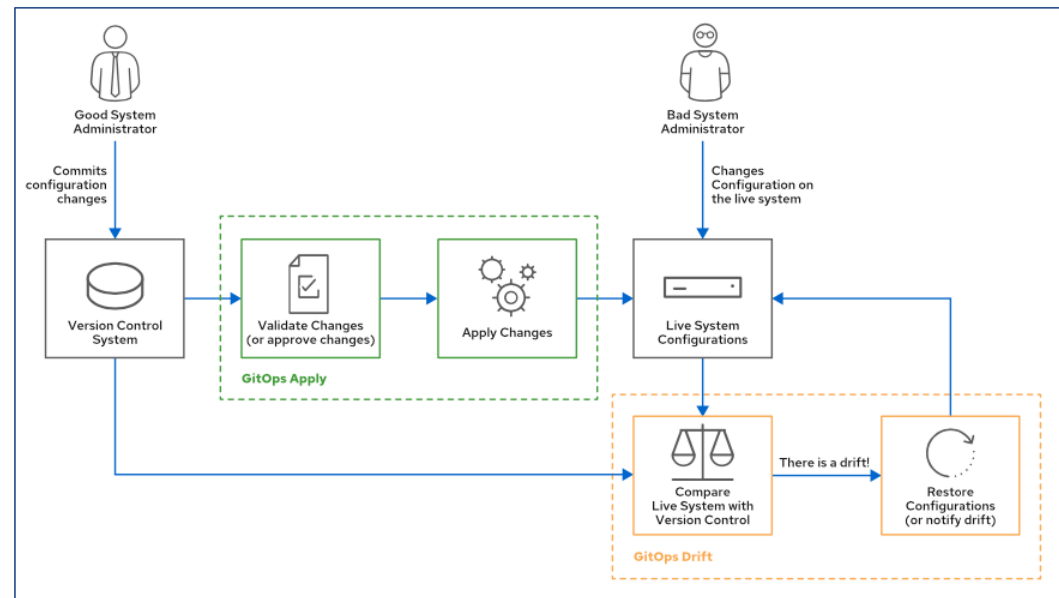 Good System
Administrator
Bad System
Administrator
Commits
configuration
changes
Changes
Configuration on
the live system
Version Control
System
Validate Changes
(or approve changes)
Apply Changes
Live System
Configurations
GitOps Apply
There is a drift!
Compare
Live System with
Version Control
Restore
Configurations
(or notify drift)
GitOps Drift